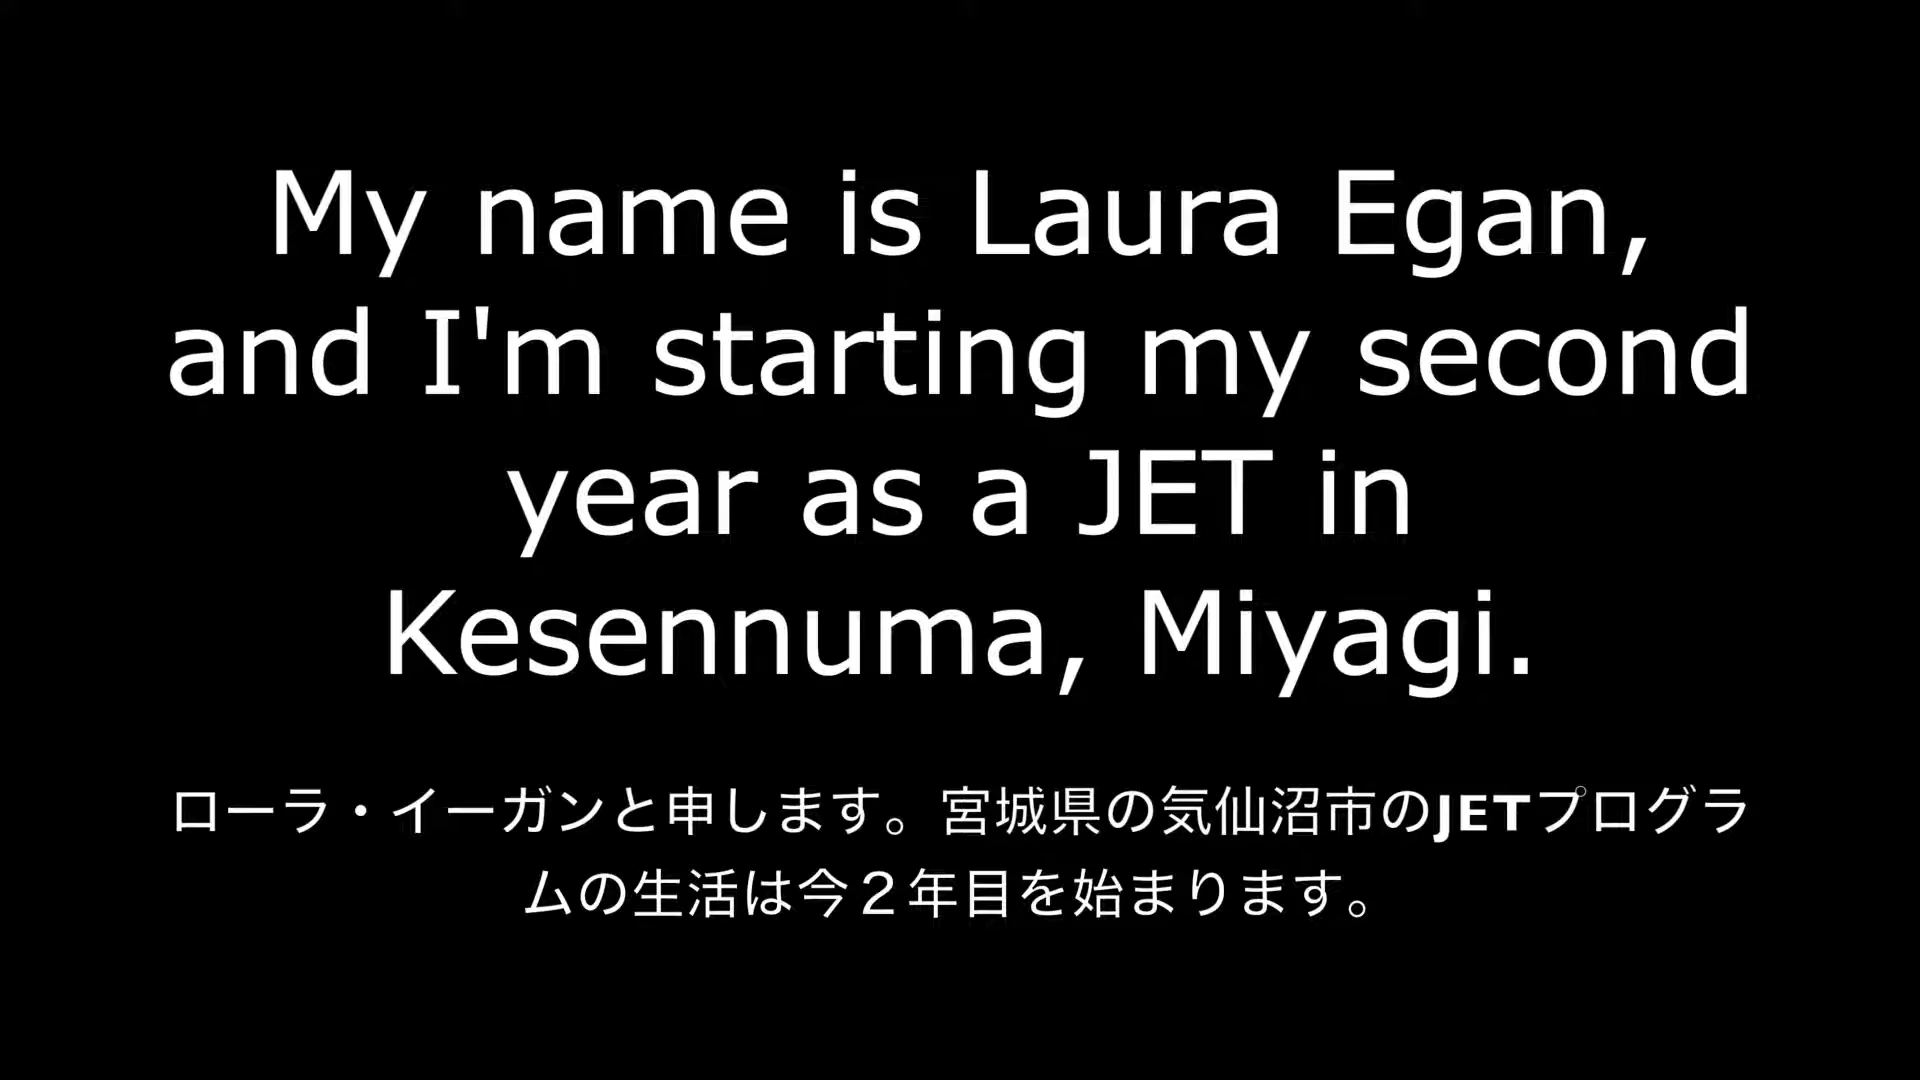 My name is Laura Egan,
and I'm starting my second
year as a JET in
Kesennuma, Miyagi.
ローラ・イーガンと申します。宮城県の気仙沼市のJETプログラ
ムの生活は今２年目を始まります。